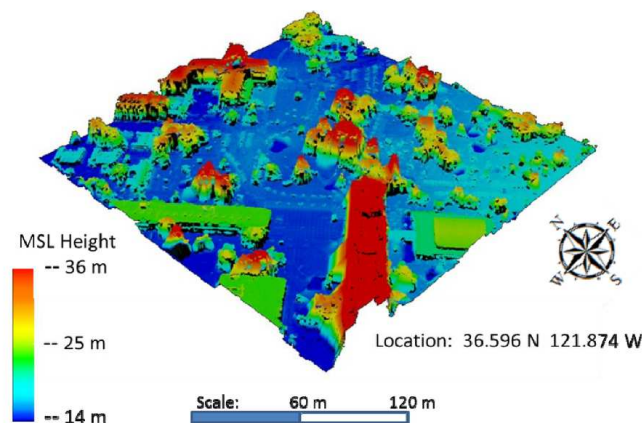 N E
W S
MSL Height
-- 36 m
-- 25 m
-- 14 m
Location: 36.596 N 121.874 W
Scale: 60 m 120 m